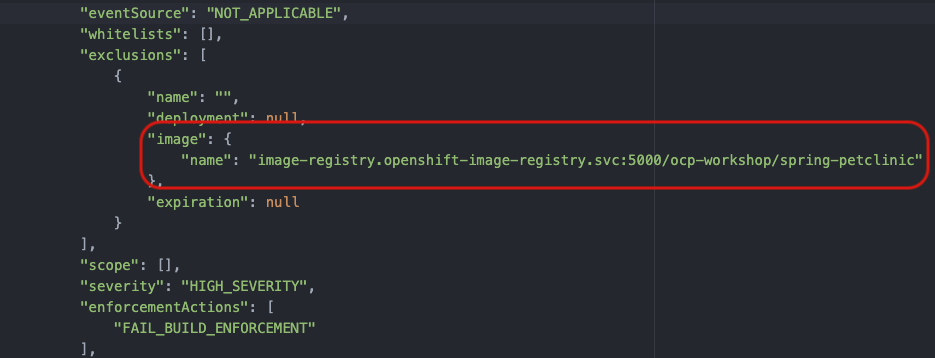 "eventSource": "NOT_APPLICABLE",
"whitelists": [],
"exclusions": [
{
"name": "",
"deployment": null,
"image": {
"name": "image-registry.openshift-image-registry.svc:5000/ocp-workshop/spring-petclinic"
},
"expiration": null
}
],
"scope": [],
"severity": "HIGH_SEVERITY",
"enforcementActions": [
"FAIL_BUILD_ENFORCEMENT"
],